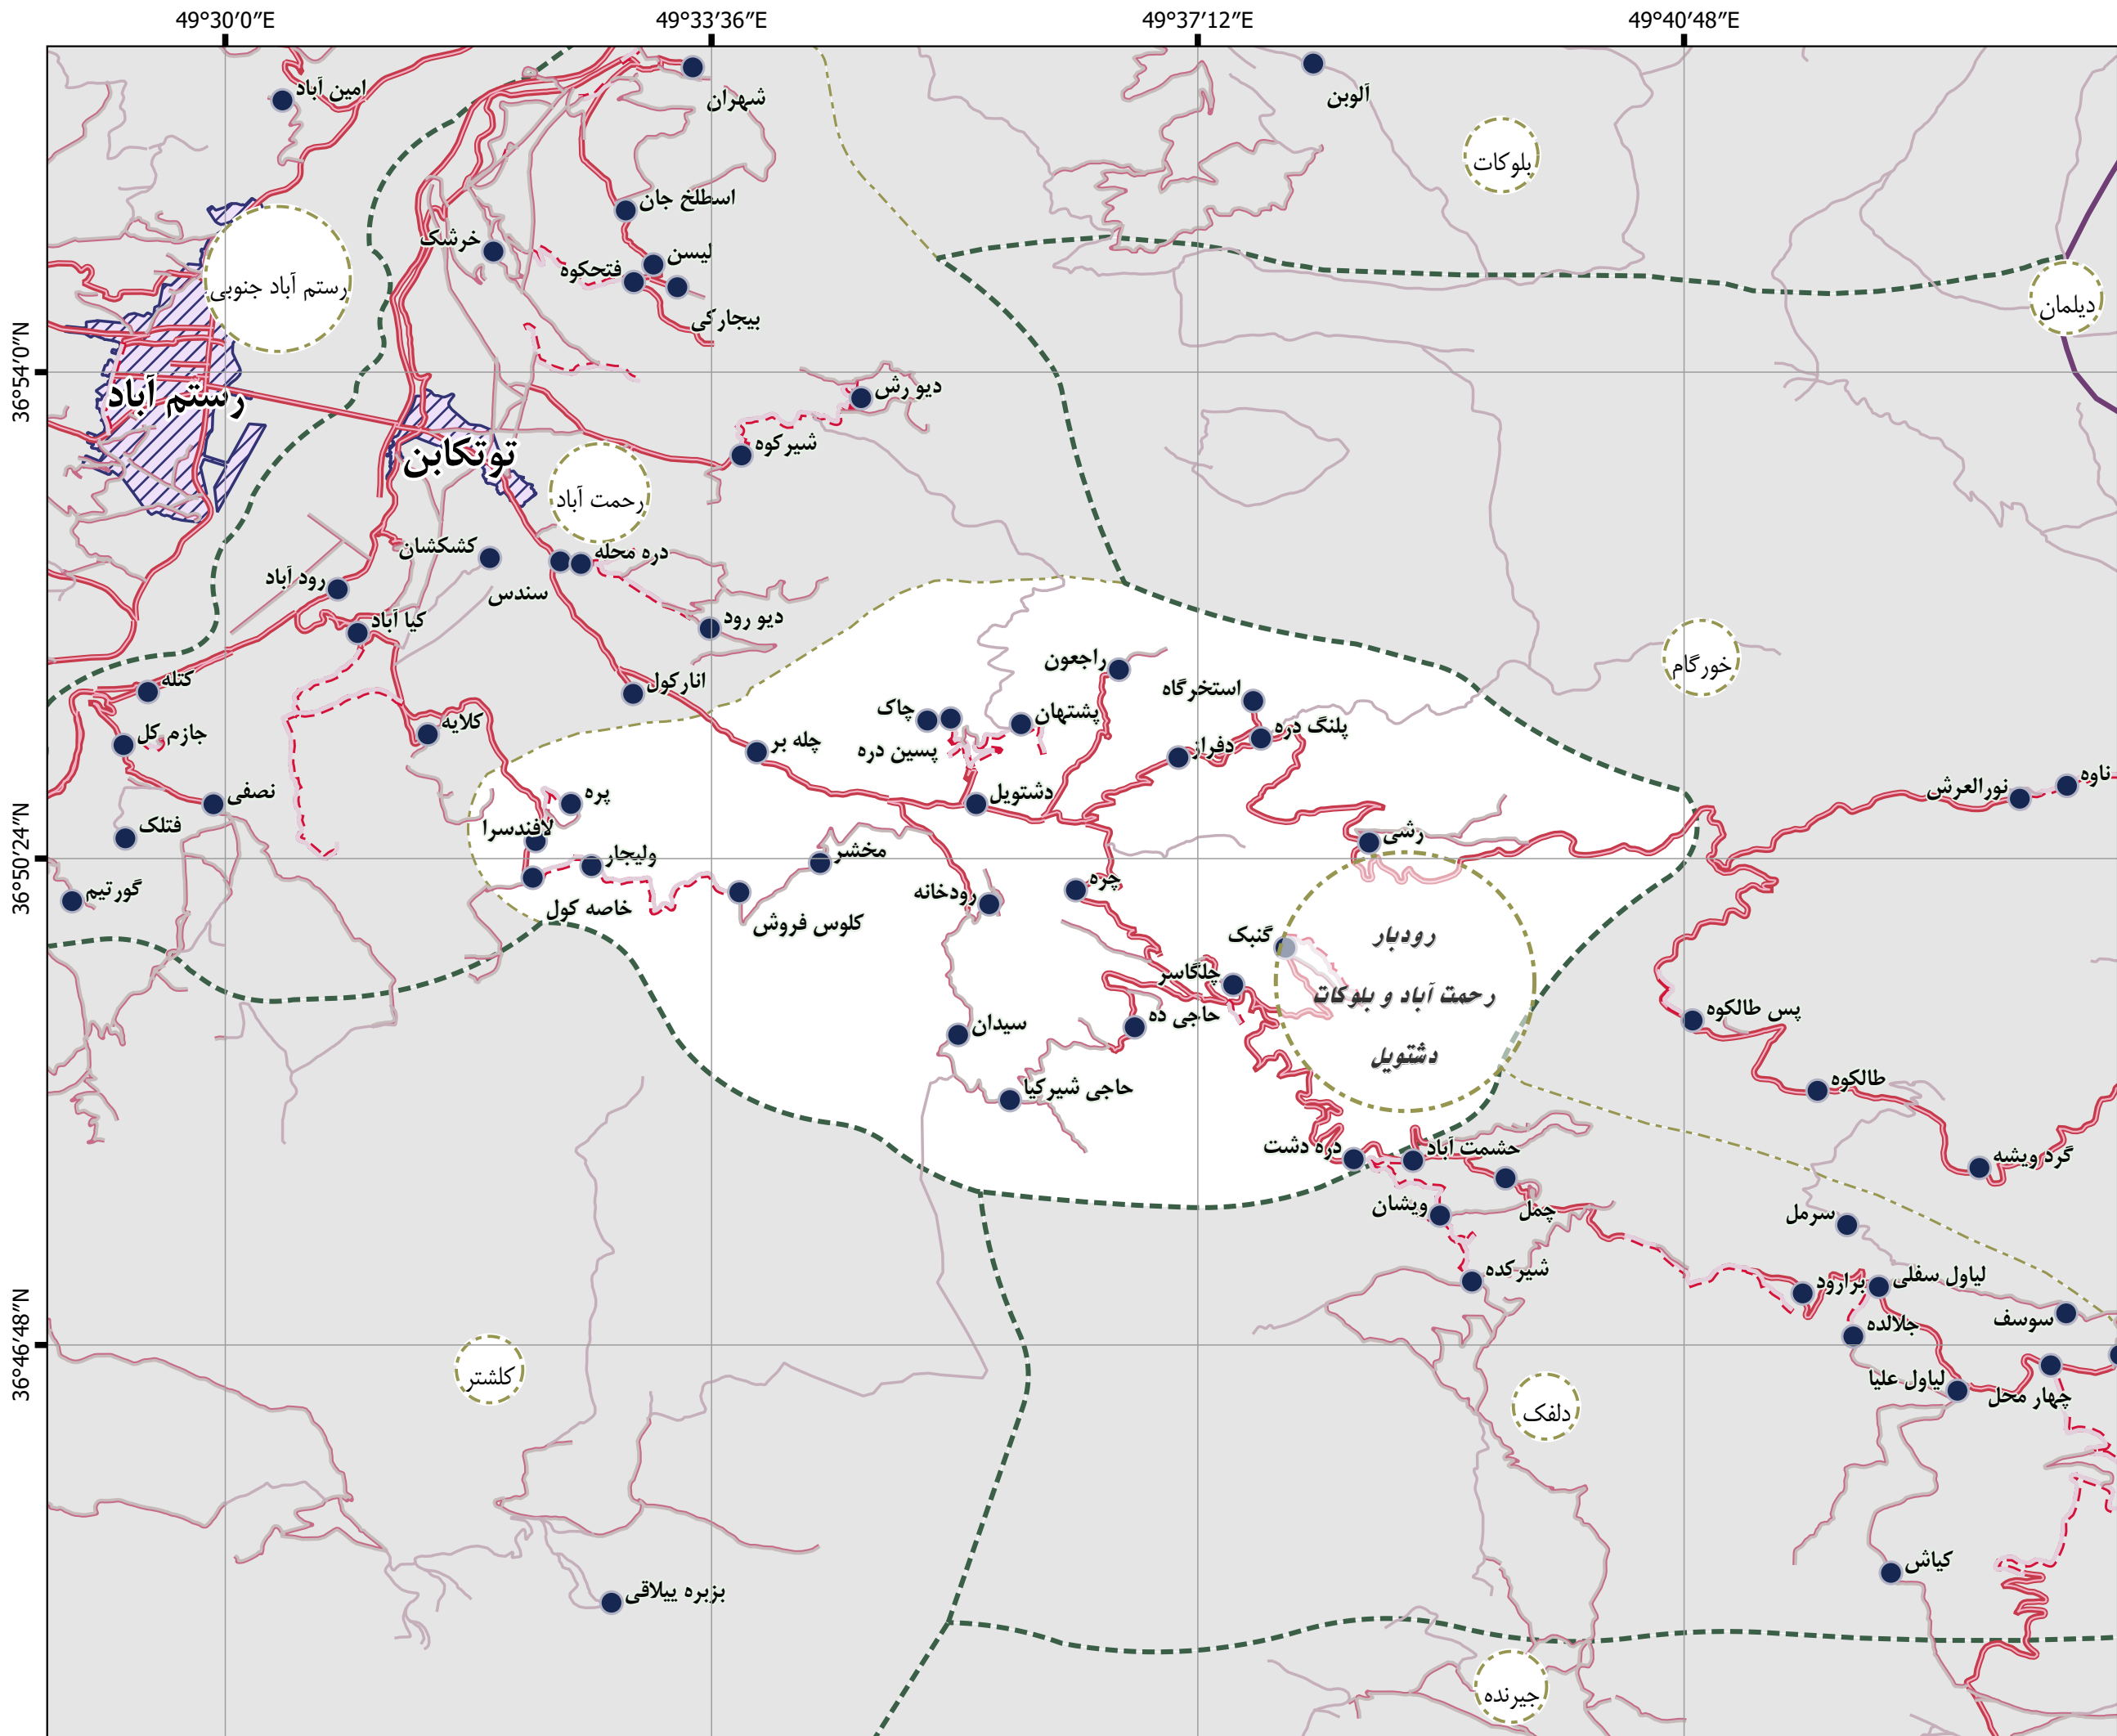 49°30′0″E
49°33′36″E
49°37′12″E
49°40′48″E
36°54′0″N
36°50′24″N
36°46′48″N
امین آباد
شهران
آلوبن
بلوکات
اسطلخ جان
خرشک
لیسن
فتحکوه
بیجارکی
رستم آباد جنوبی
دیلمان
رستم آباد
دیو رش
شیرکوه
توتکابن
رحمت آباد
کشکشان
دره محله
سندس
رود آباد
کیا آباد
دیو رود
خورگام
کتله
انارکول
راجعون
استخرگاه
جازم کل
کلایه
چاک
پشتهان
پسین دره
چله بر
دفراز
پلنگ دره
ناوه
نورالعرش
نصفی
فتلک
پره
لافندسرا
دشتویل
رشی
ولیجار
مخشر
گورتیم
خاصه کول
کلوس فروش
رودخانه
چره
گنبک
رودبار
رحمت آباد و بلوکات
دشتویل
چلگاسر
حاجی ده
سیدان
حاجی شیرکیا
پس طالکوه
طالکوه
گرد ویشه
دره دشت
حشمت آباد
ویشان
چمل
سرمل
شیرکده
برارود
لیاول سفلی
سوسف
جلالده
لیاول علیا
چهار محل
کلشتر
دلفک
کیاش
بزبره ییلاقی
جیرنده